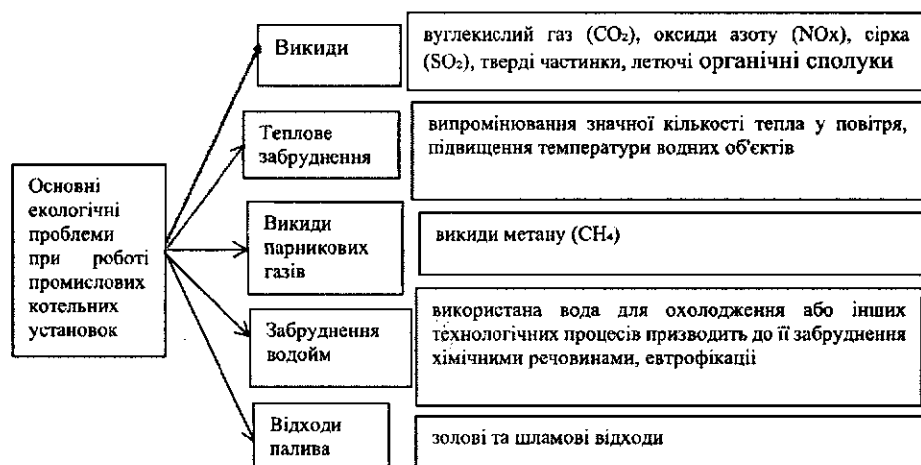 Основні
екологічні
проблеми
при роботі
промислових
котельних
установок
Викиди
вуглекислий газ (CO₂), оксиди азоту (NOx), сірка
(SO₂), тверді частинки, летючі органічні сполуки
Теплове
забруднення
випромінювання значної кількості тепла у повітря,
підвищення температури водних об'єктів
Викиди
парникових
газів
викиди метану (CH₄)
Забруднення
водойм
використана вода для охолодження або інших
технологічних процесів призводить до її забруднення
хімічними речовинами, евтрофікації
Відходи
палива
золові та шламові відходи